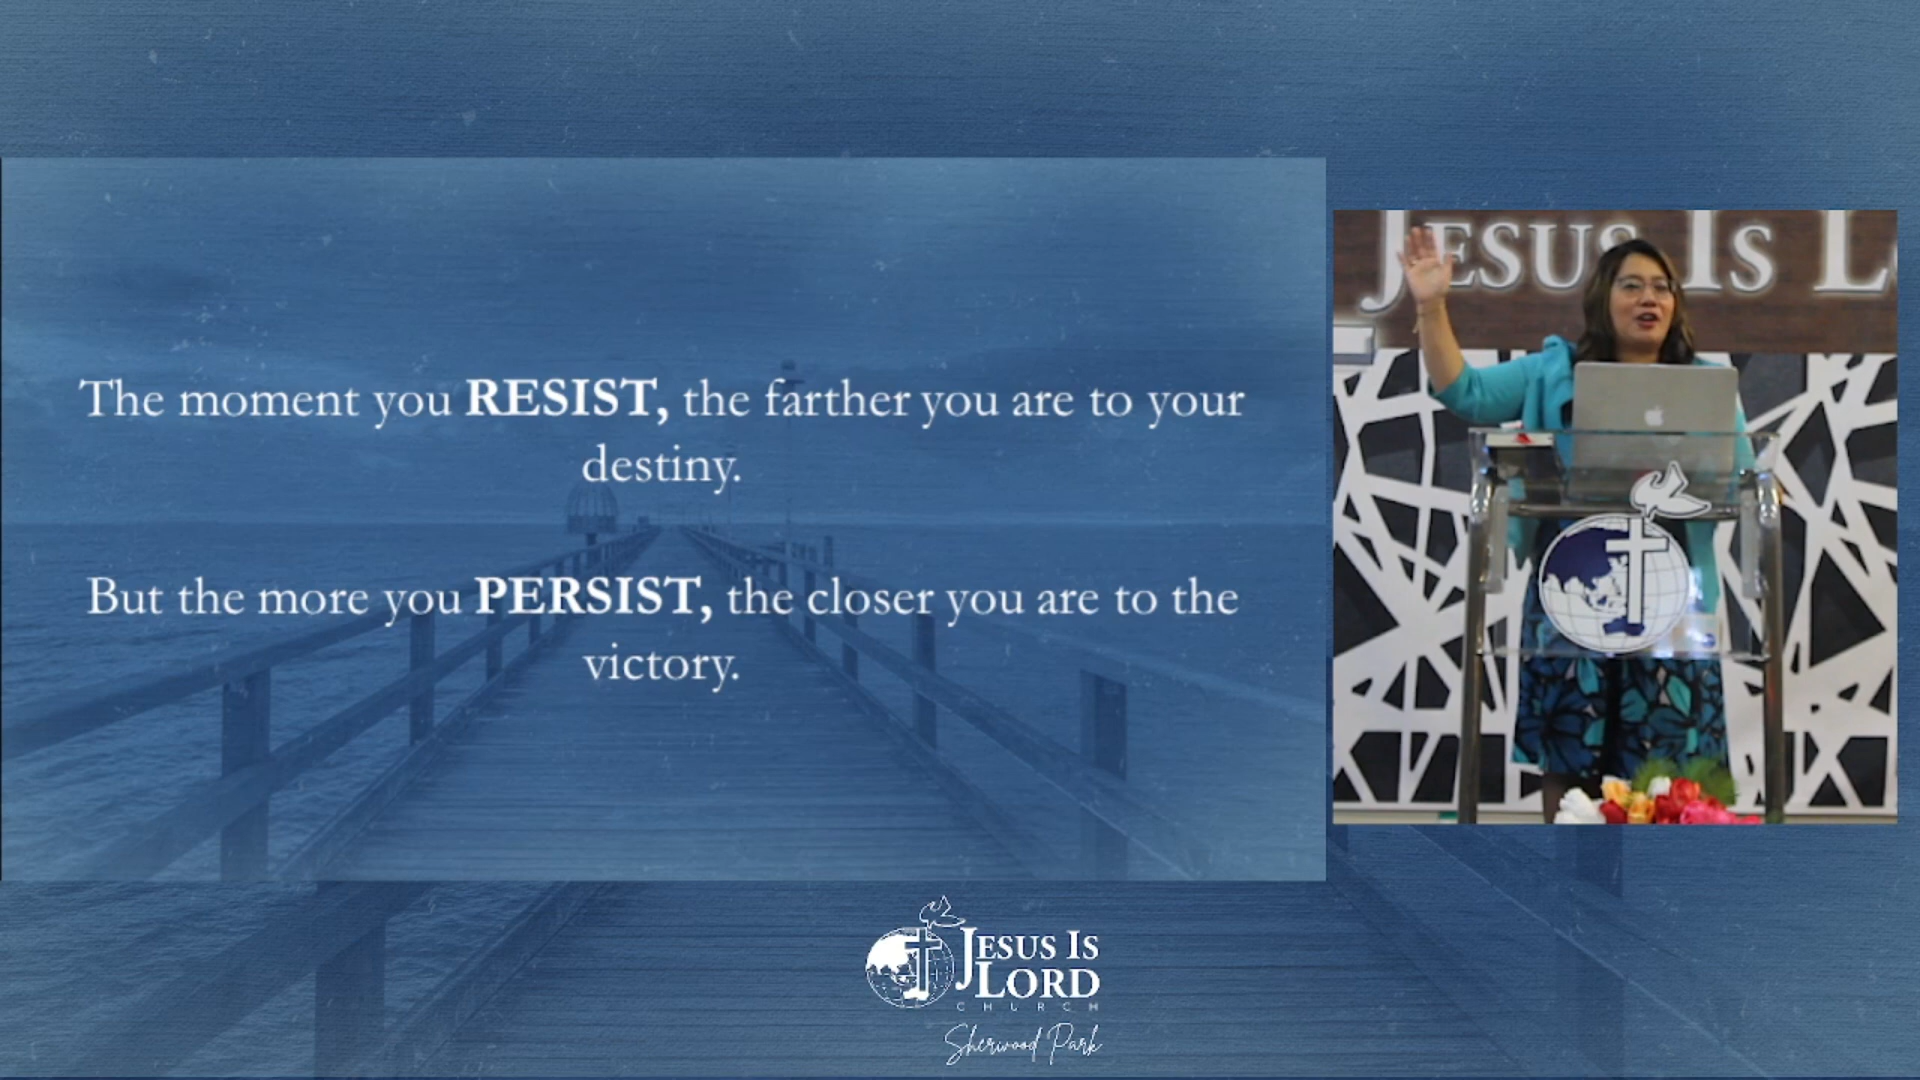 The moment you RESIST, the farther you are to your
destiny.
But the more you PERSIST, the closer you are to the
victory.
JESUS IS L
JESUS IS
LORD
CHURCH
Sherwood Park